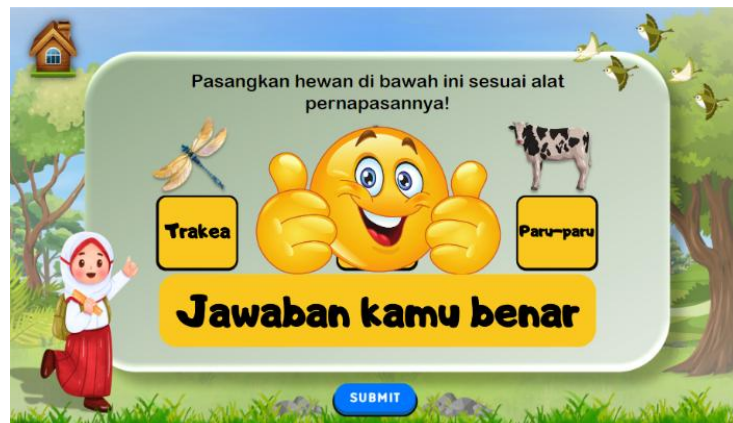 Pasangkan hewan di bawah ini sesuai alat
pernapasannya!
Trakea
Paru-paru
Jawaban kamu benar
SUBMIT